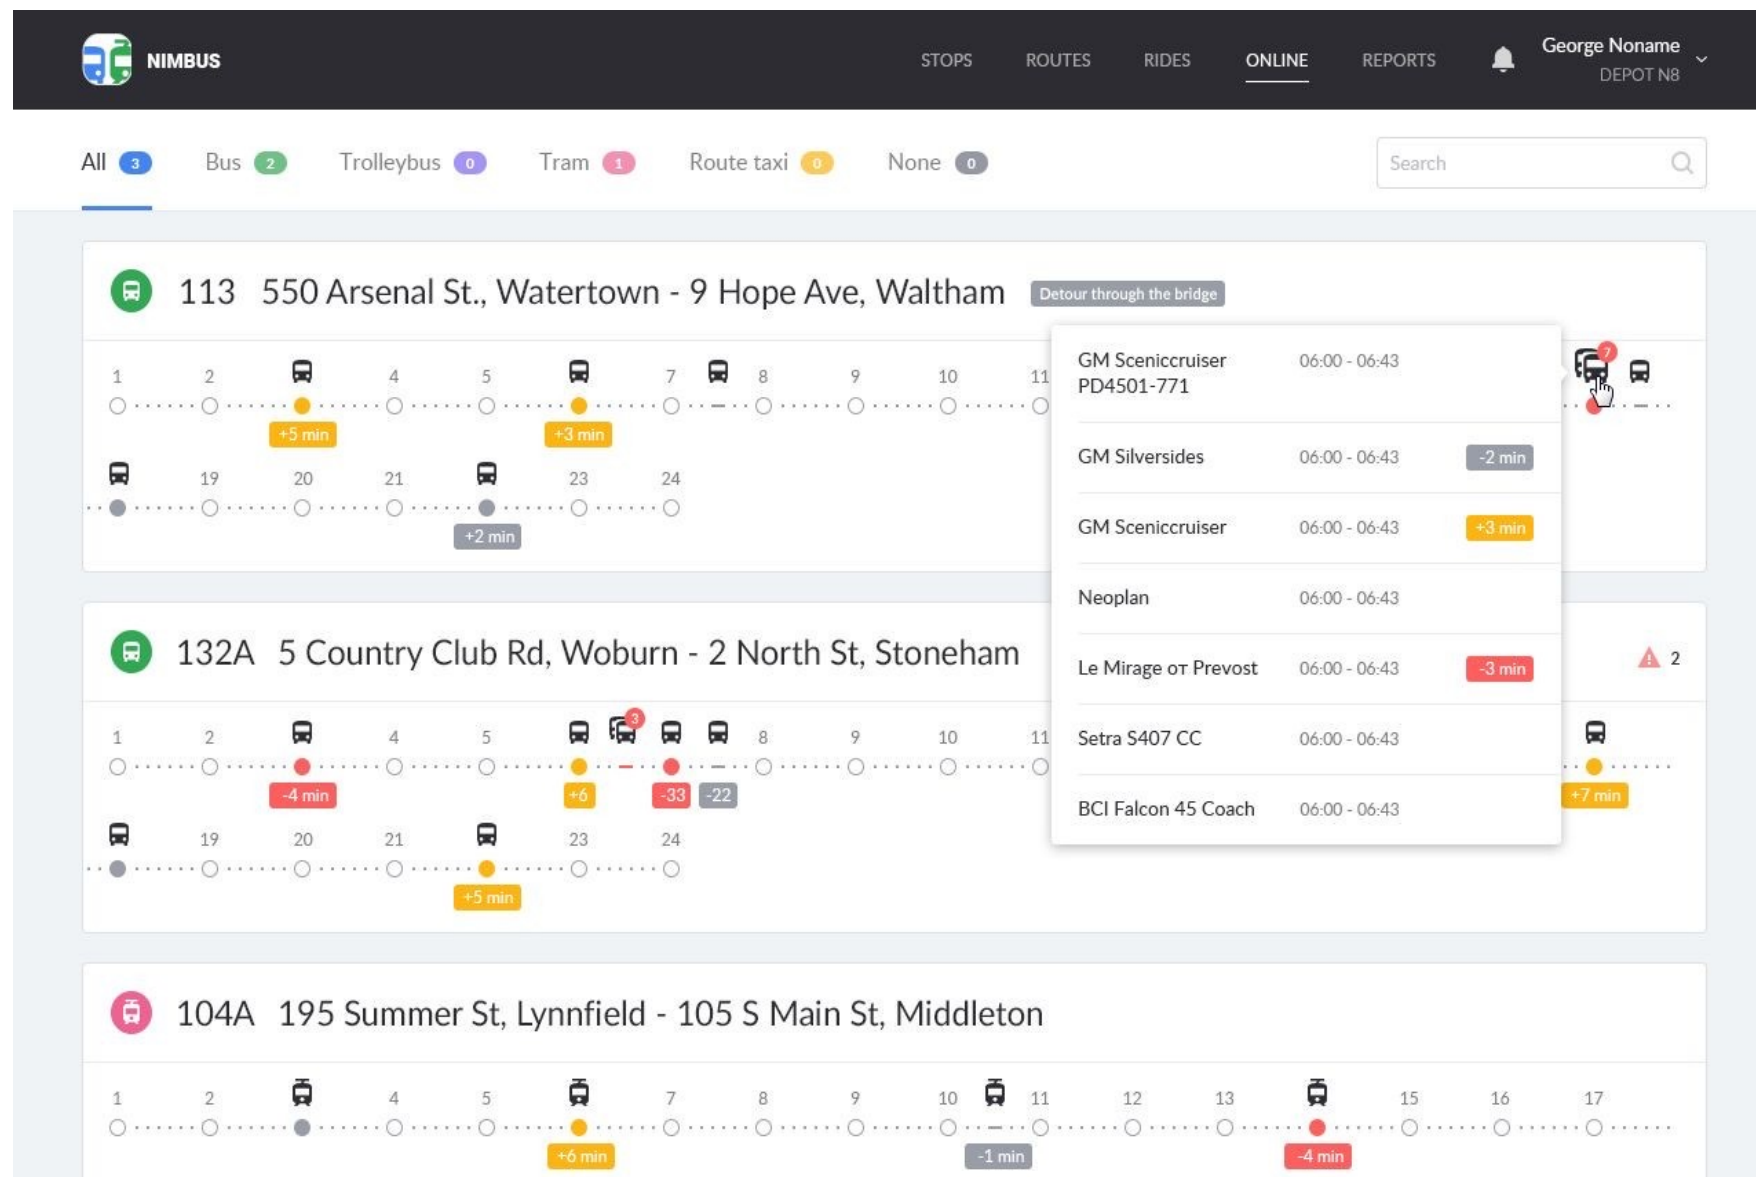 NIMBUS
STOPS ROUTES RIDES ONLINE REPORTS
George Noname
DEPOT N8
All 3 Bus 2 Trolleybus 0 Tram 1 Route taxi 0 None 0
Search
113 550 Arsenal St., Watertown - 9 Hope Ave, Waltham Detour through the bridge
1 2 4 5 7 8 9 10 11 7
+5 min +3 min
19 20 21 23 24
+2 min
GM Sceniccruiser 06:00 - 06:43
PD4501-771
GM Silversides 06:00 - 06:43 -2 min
GM Sceniccruiser 06:00 - 06:43 +3 min
Neoplan 06:00 - 06:43
Le Mirage от Prevost 06:00 - 06:43 -3 min
Setra S407 CC 06:00 - 06:43
BCI Falcon 45 Coach 06:00 - 06:43
132A 5 Country Club Rd, Woburn - 2 North St, Stoneham 2
1 2 4 5 3 8 9 10 11
-4 min +6 -33 -22 +7 min
19 20 21 23 24
+5 min
104A 195 Summer St, Lynnfield - 105 S Main St, Middleton
1 2 4 5 7 8 9 10 11 12 13 15 16 17
+6 min -1 min -4 min